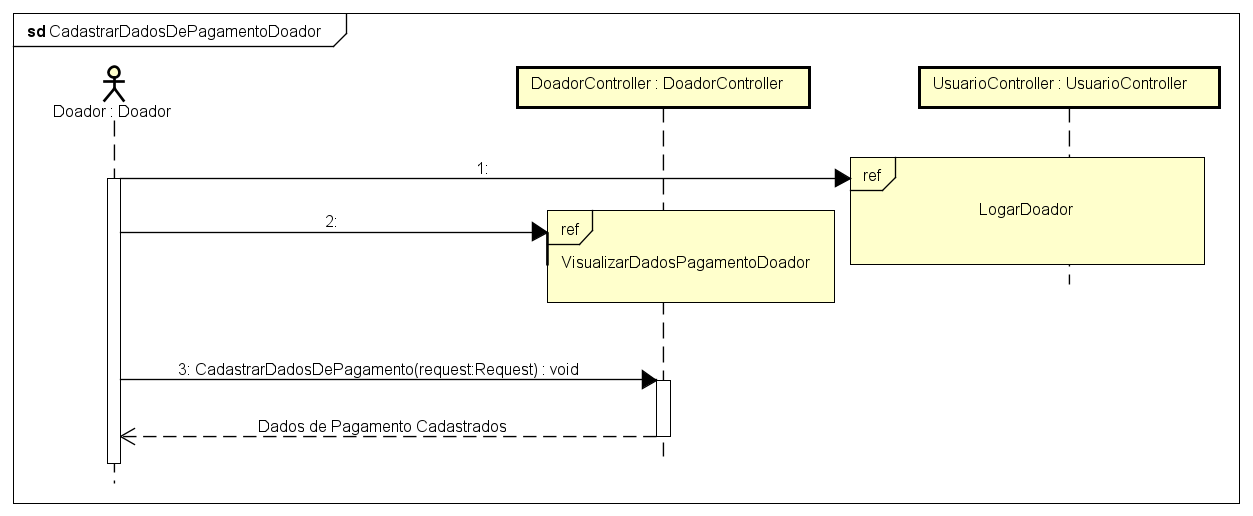 sd CadastrarDadosDePagamentoDoador
Doador : Doador
DoadorController : DoadorController
UsuarioController : UsuarioController
1:
ref
LogarDoador
2:
ref
VisualizarDadosPagamentoDoador
3: CadastrarDadosDePagamento(request:Request) : void
Dados de Pagamento Cadastrados